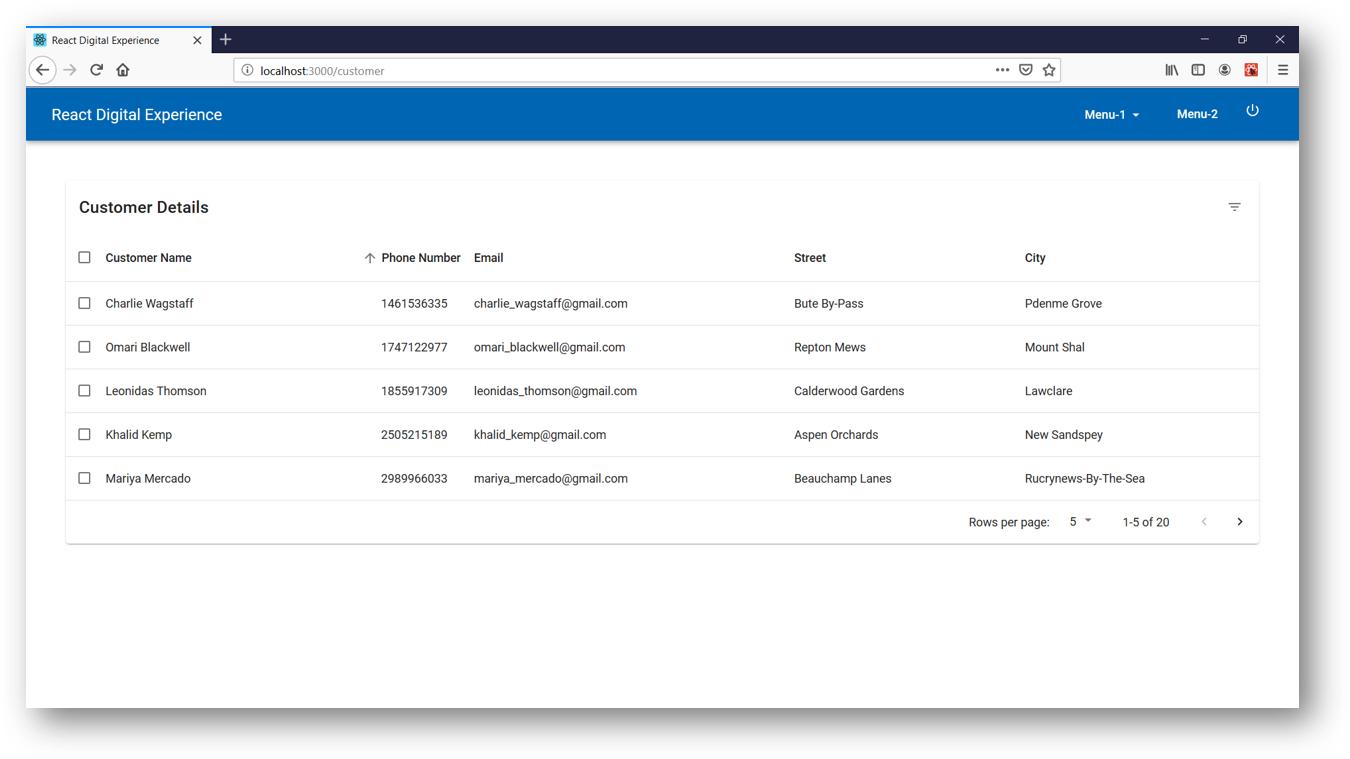 React Digital Experience
localhost:3000/customer
React Digital Experience Menu-1 Menu-2
Customer Details
Customer Name Phone Number Email Street City
Charlie Wagstaff 1461536335 charlie_wagstaff@gmail.com Bute By-Pass Pdenme Grove
Omari Blackwell 1747122977 omari_blackwell@gmail.com Repton Mews Mount Shal
Leonidas Thomson 1855917309 leonidas_thomson@gmail.com Calderwood Gardens Lawclare
Khalid Kemp 2505215189 khalid_kemp@gmail.com Aspen Orchards New Sandspey
Mariya Mercado 2989966033 mariya_mercado@gmail.com Beauchamp Lanes Rucrynews-By-The-Sea
Rows per page: 5 1-5 of 20